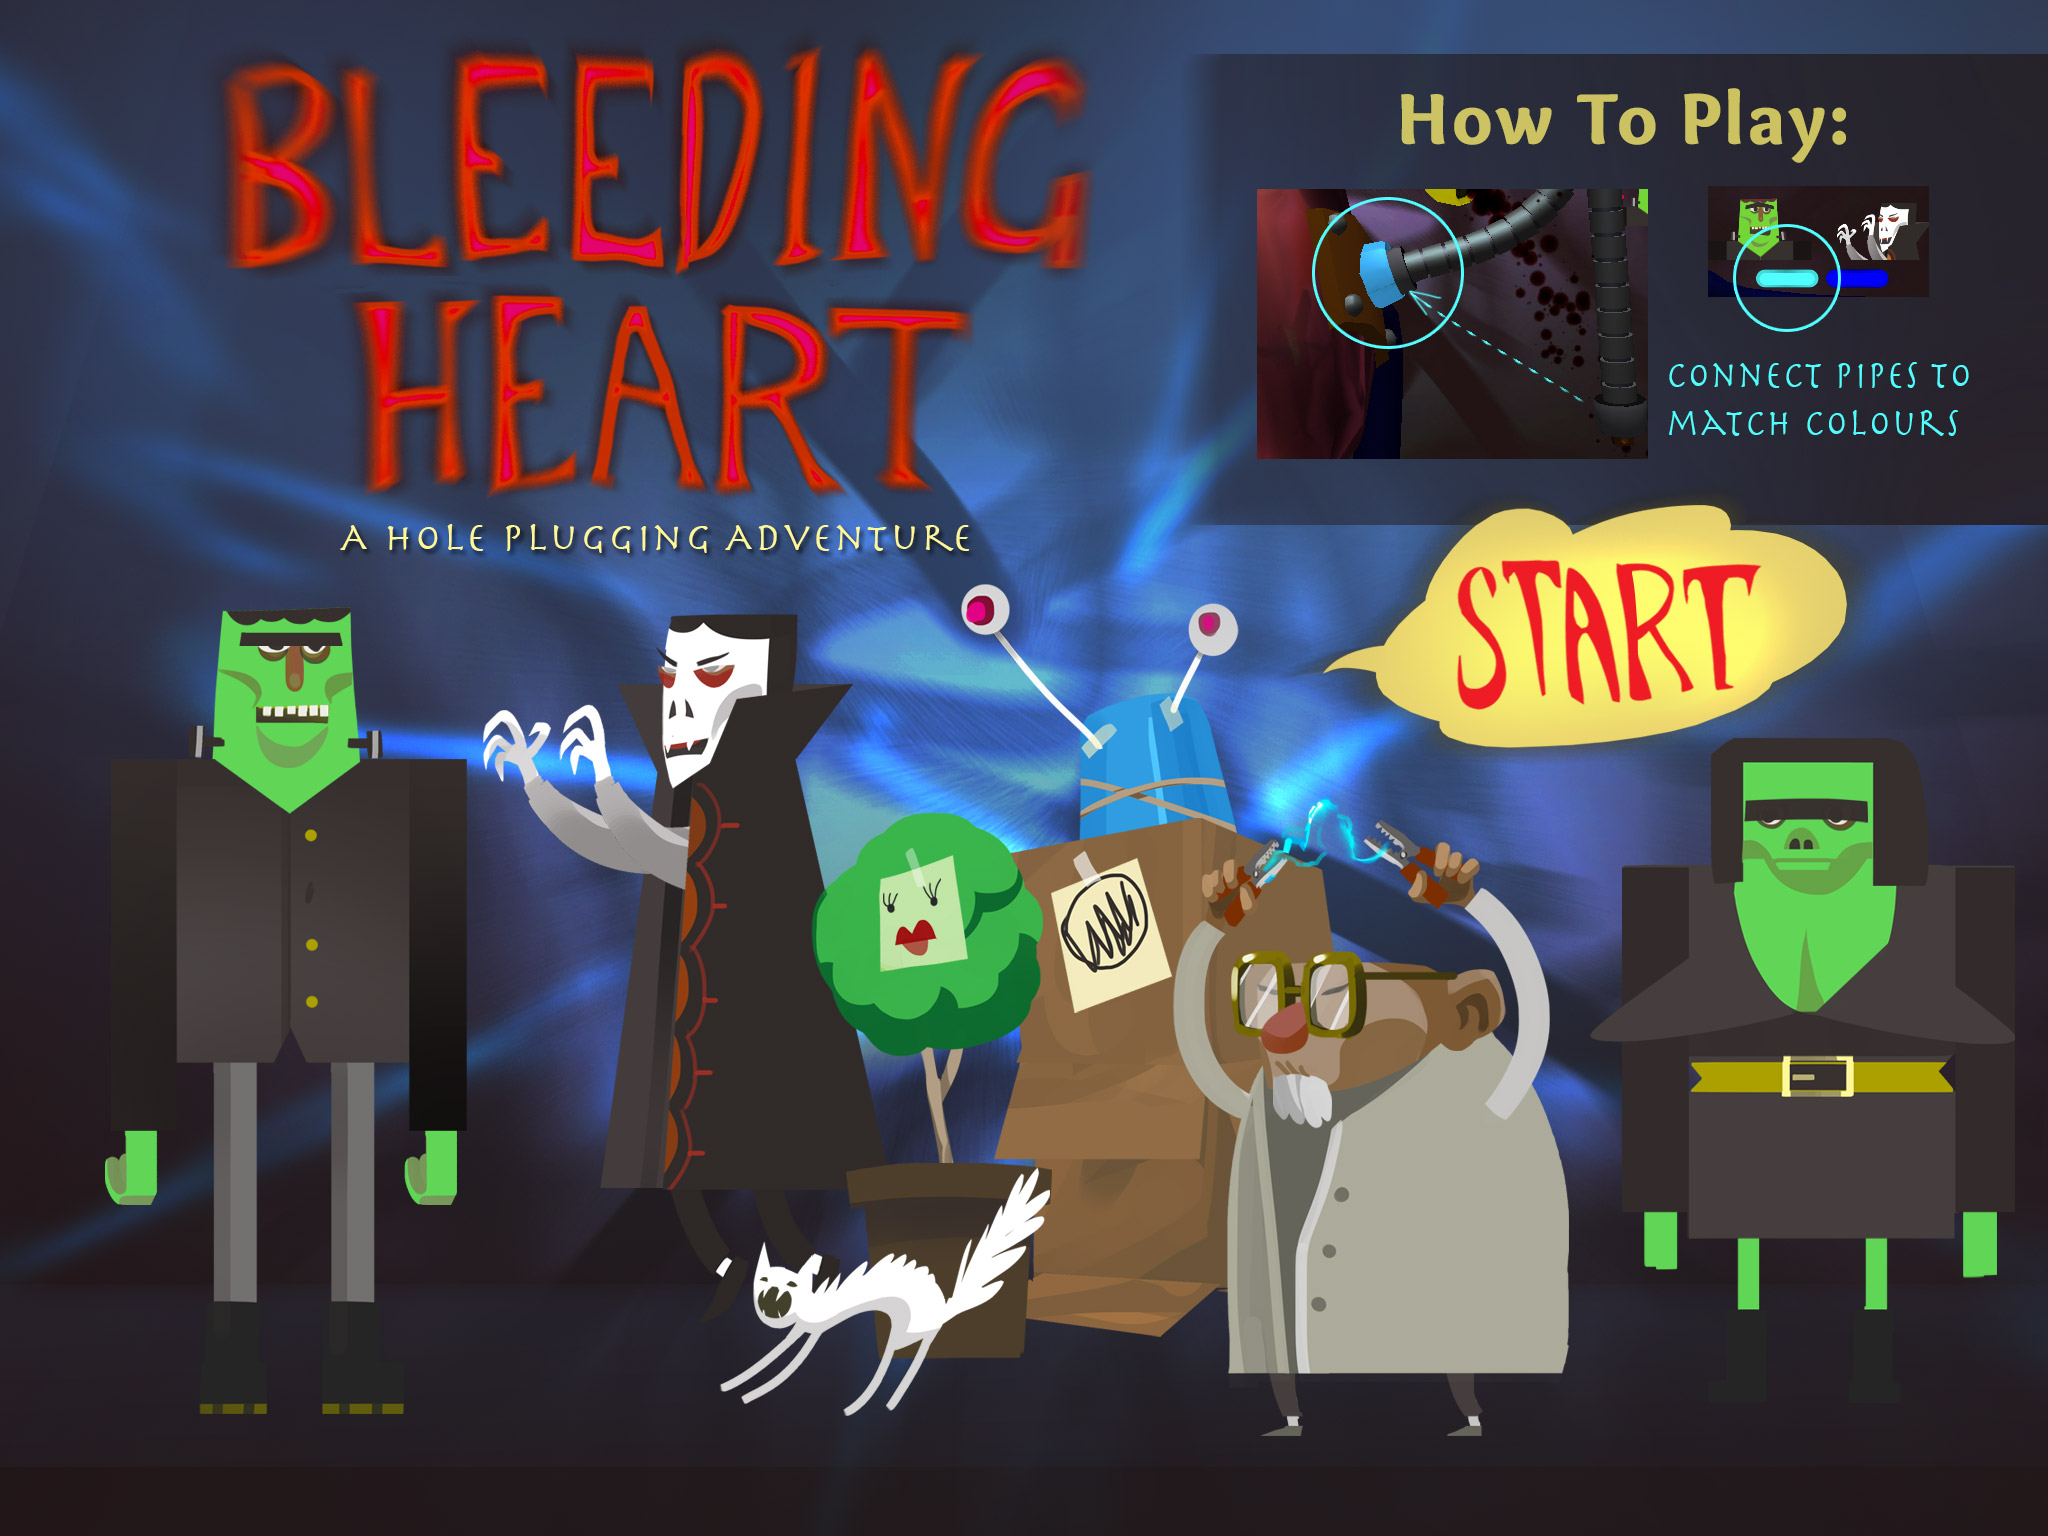 BLEEDING
HEART
A HOLE PLUGGING ADVENTURE
How To Play:
CONNECT PIPES TO
MATCH COLOURS
START